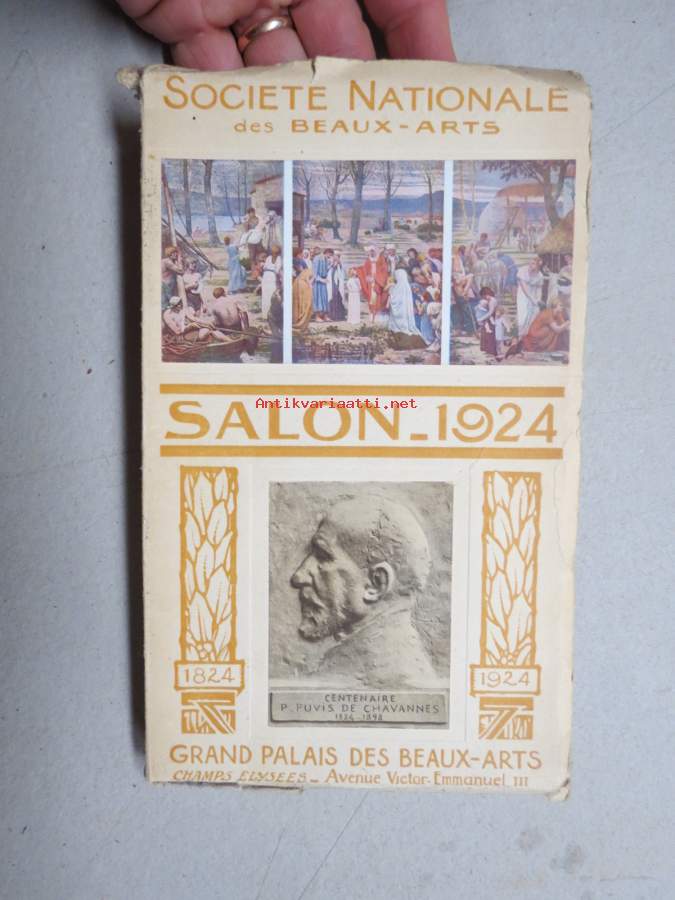 SOCIETE NATIONALE
des BEAUX-ARTS
Antikvariaatti.net
SALON_1924
1824
1924
CENTENAIRE
P. PUVIS DE CHAVANNES
1824-1898
GRAND PALAIS DES BEAUX-ARTS
CHAMPS ELYSEES_ Avenue Victor-Emmanuel III